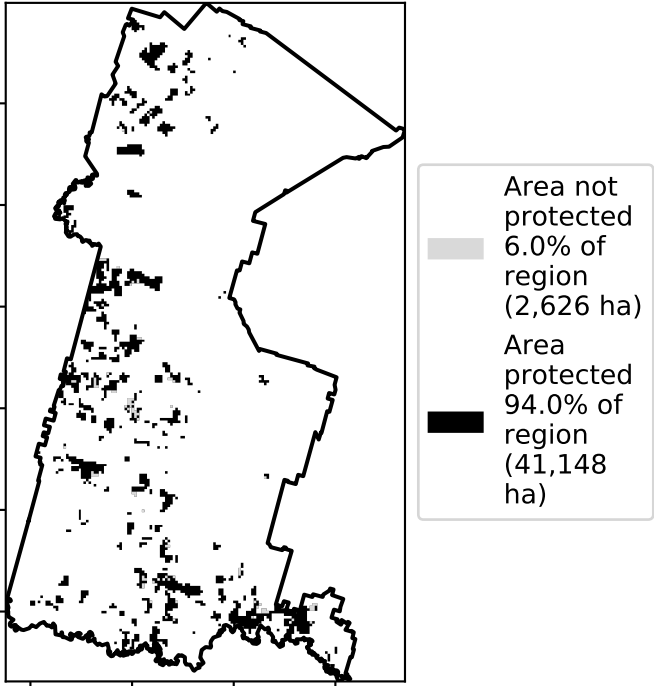 Area not
protected
6.0% of
region
(2,626 ha)
Area
protected
94.0% of
region
(41,148
ha)